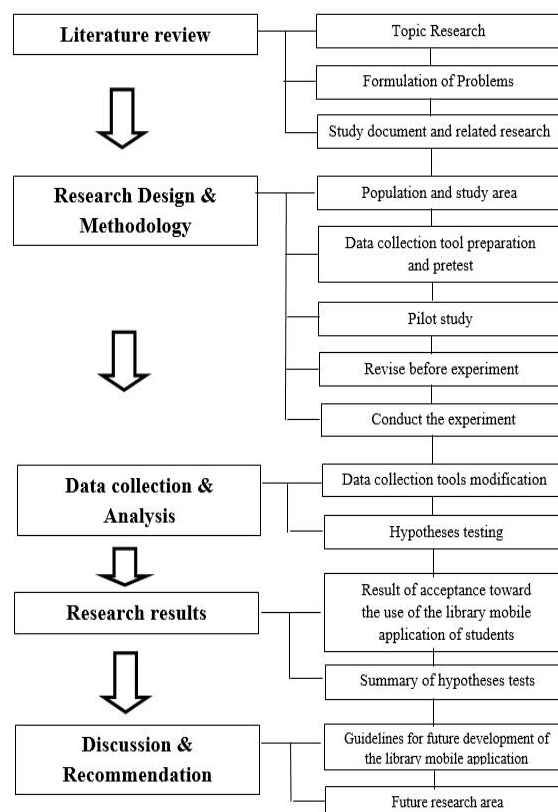 Literature review
Topic Research
Formulation of Problems
Study document and related research
Research Design &
Methodology
Population and study area
Data collection tool preparation
and pretest
Pilot study
Revise before experiment
Conduct the experiment
Data collection &
Analysis
Data collection tools modification
Hypotheses testing
Research results
Result of acceptance toward
the use of the library mobile
application of students
Summary of hypotheses tests
Discussion &
Recommendation
Guidelines for future development of
the library mobile application
Future research area